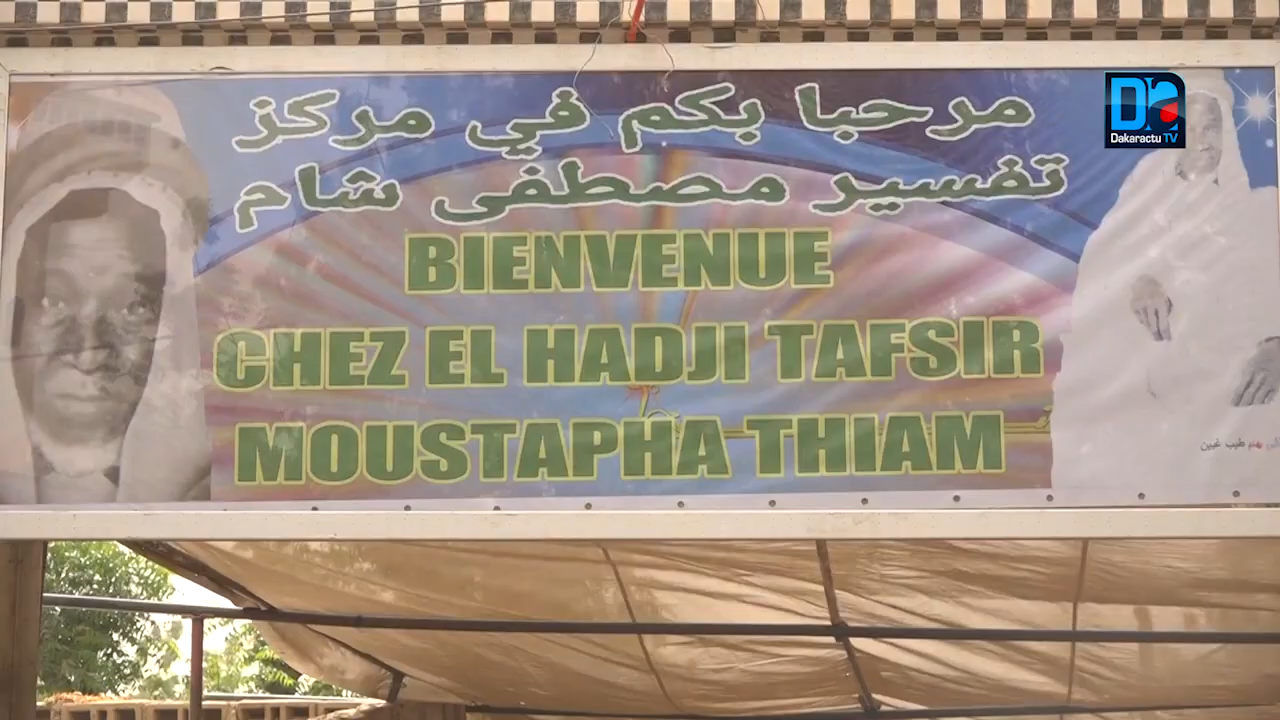 مرحبا بكم في مركز
تفسير مصطفى شام
BIENVENUE
CHEZ EL HADJI TAFSIR
MOUSTAPHA THIAM
Dakaractu TV